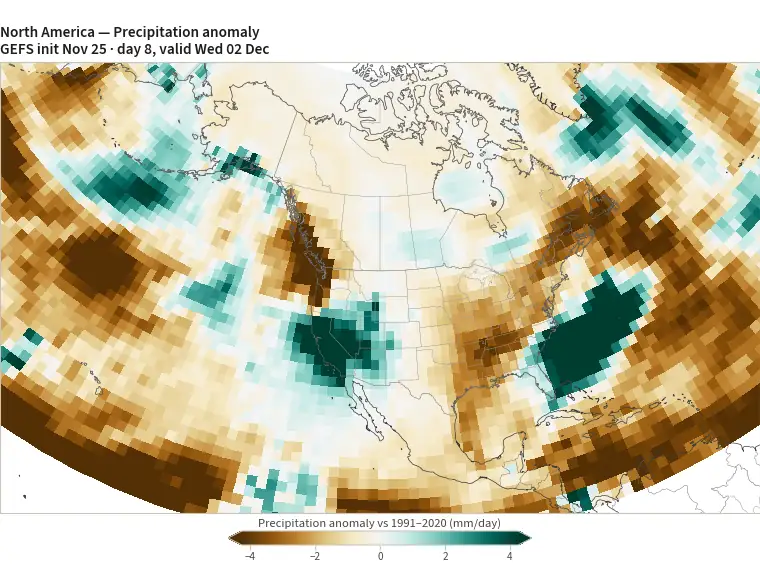 North America — Precipitation anomaly
GEFS init Nov 25 · day 8, valid Wed 02 Dec
Precipitation anomaly vs 1991–2020 (mm/day)
−4 −2 0 2 4